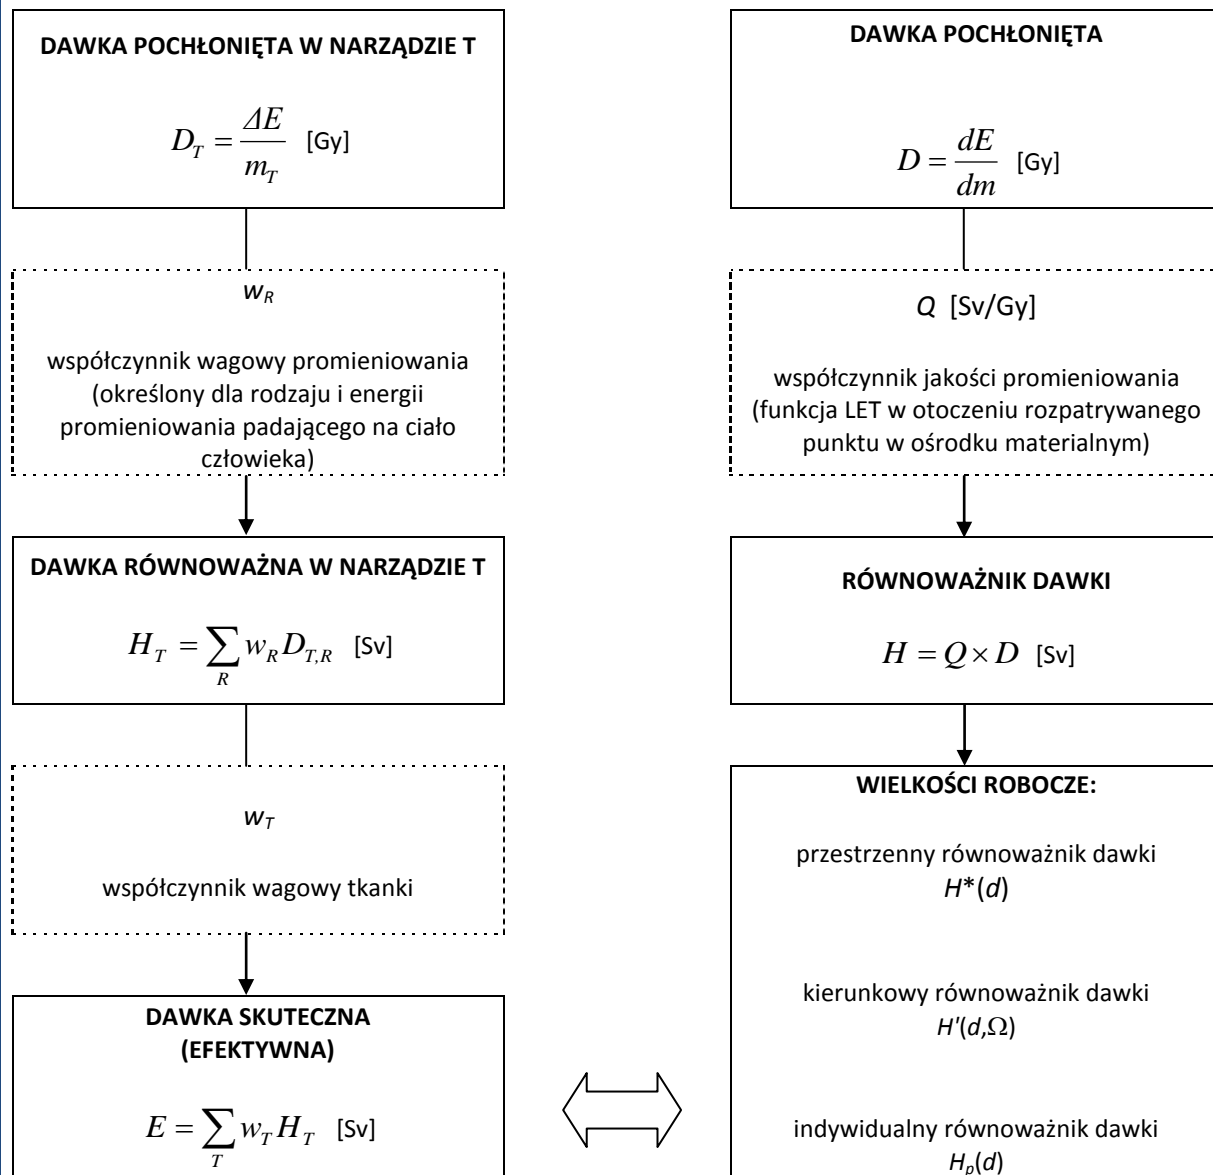 DAWKA POCHŁONIĘTA W NARZĄDZIE T
D_T = ΔE / m_T [Gy]
w_R
współczynnik wagowy promieniowania
(określony dla rodzaju i energii
promieniowania padającego na ciało
człowieka)
DAWKA RÓWNOWAŻNA W NARZĄDZIE T
H_T = ∑_R w_R D_{T,R} [Sv]
w_T
współczynnik wagowy tkanki
DAWKA SKUTECZNA
(EFEKTYWNA)
E = ∑_T w_T H_T [Sv]
DAWKA POCHŁONIĘTA
D = dE / dm [Gy]
Q [Sv/Gy]
współczynnik jakości promieniowania
(funkcja LET w otoczeniu rozpatrywanego
punktu w ośrodku materialnym)
RÓWNOWAŻNIK DAWKI
H = Q × D [Sv]
WIELKOŚCI ROBOCZE:
przestrzenny równoważnik dawki
H*(d)
kierunkowy równoważnik dawki
H'(d,Ω)
indywidualny równoważnik dawki
H_p(d)